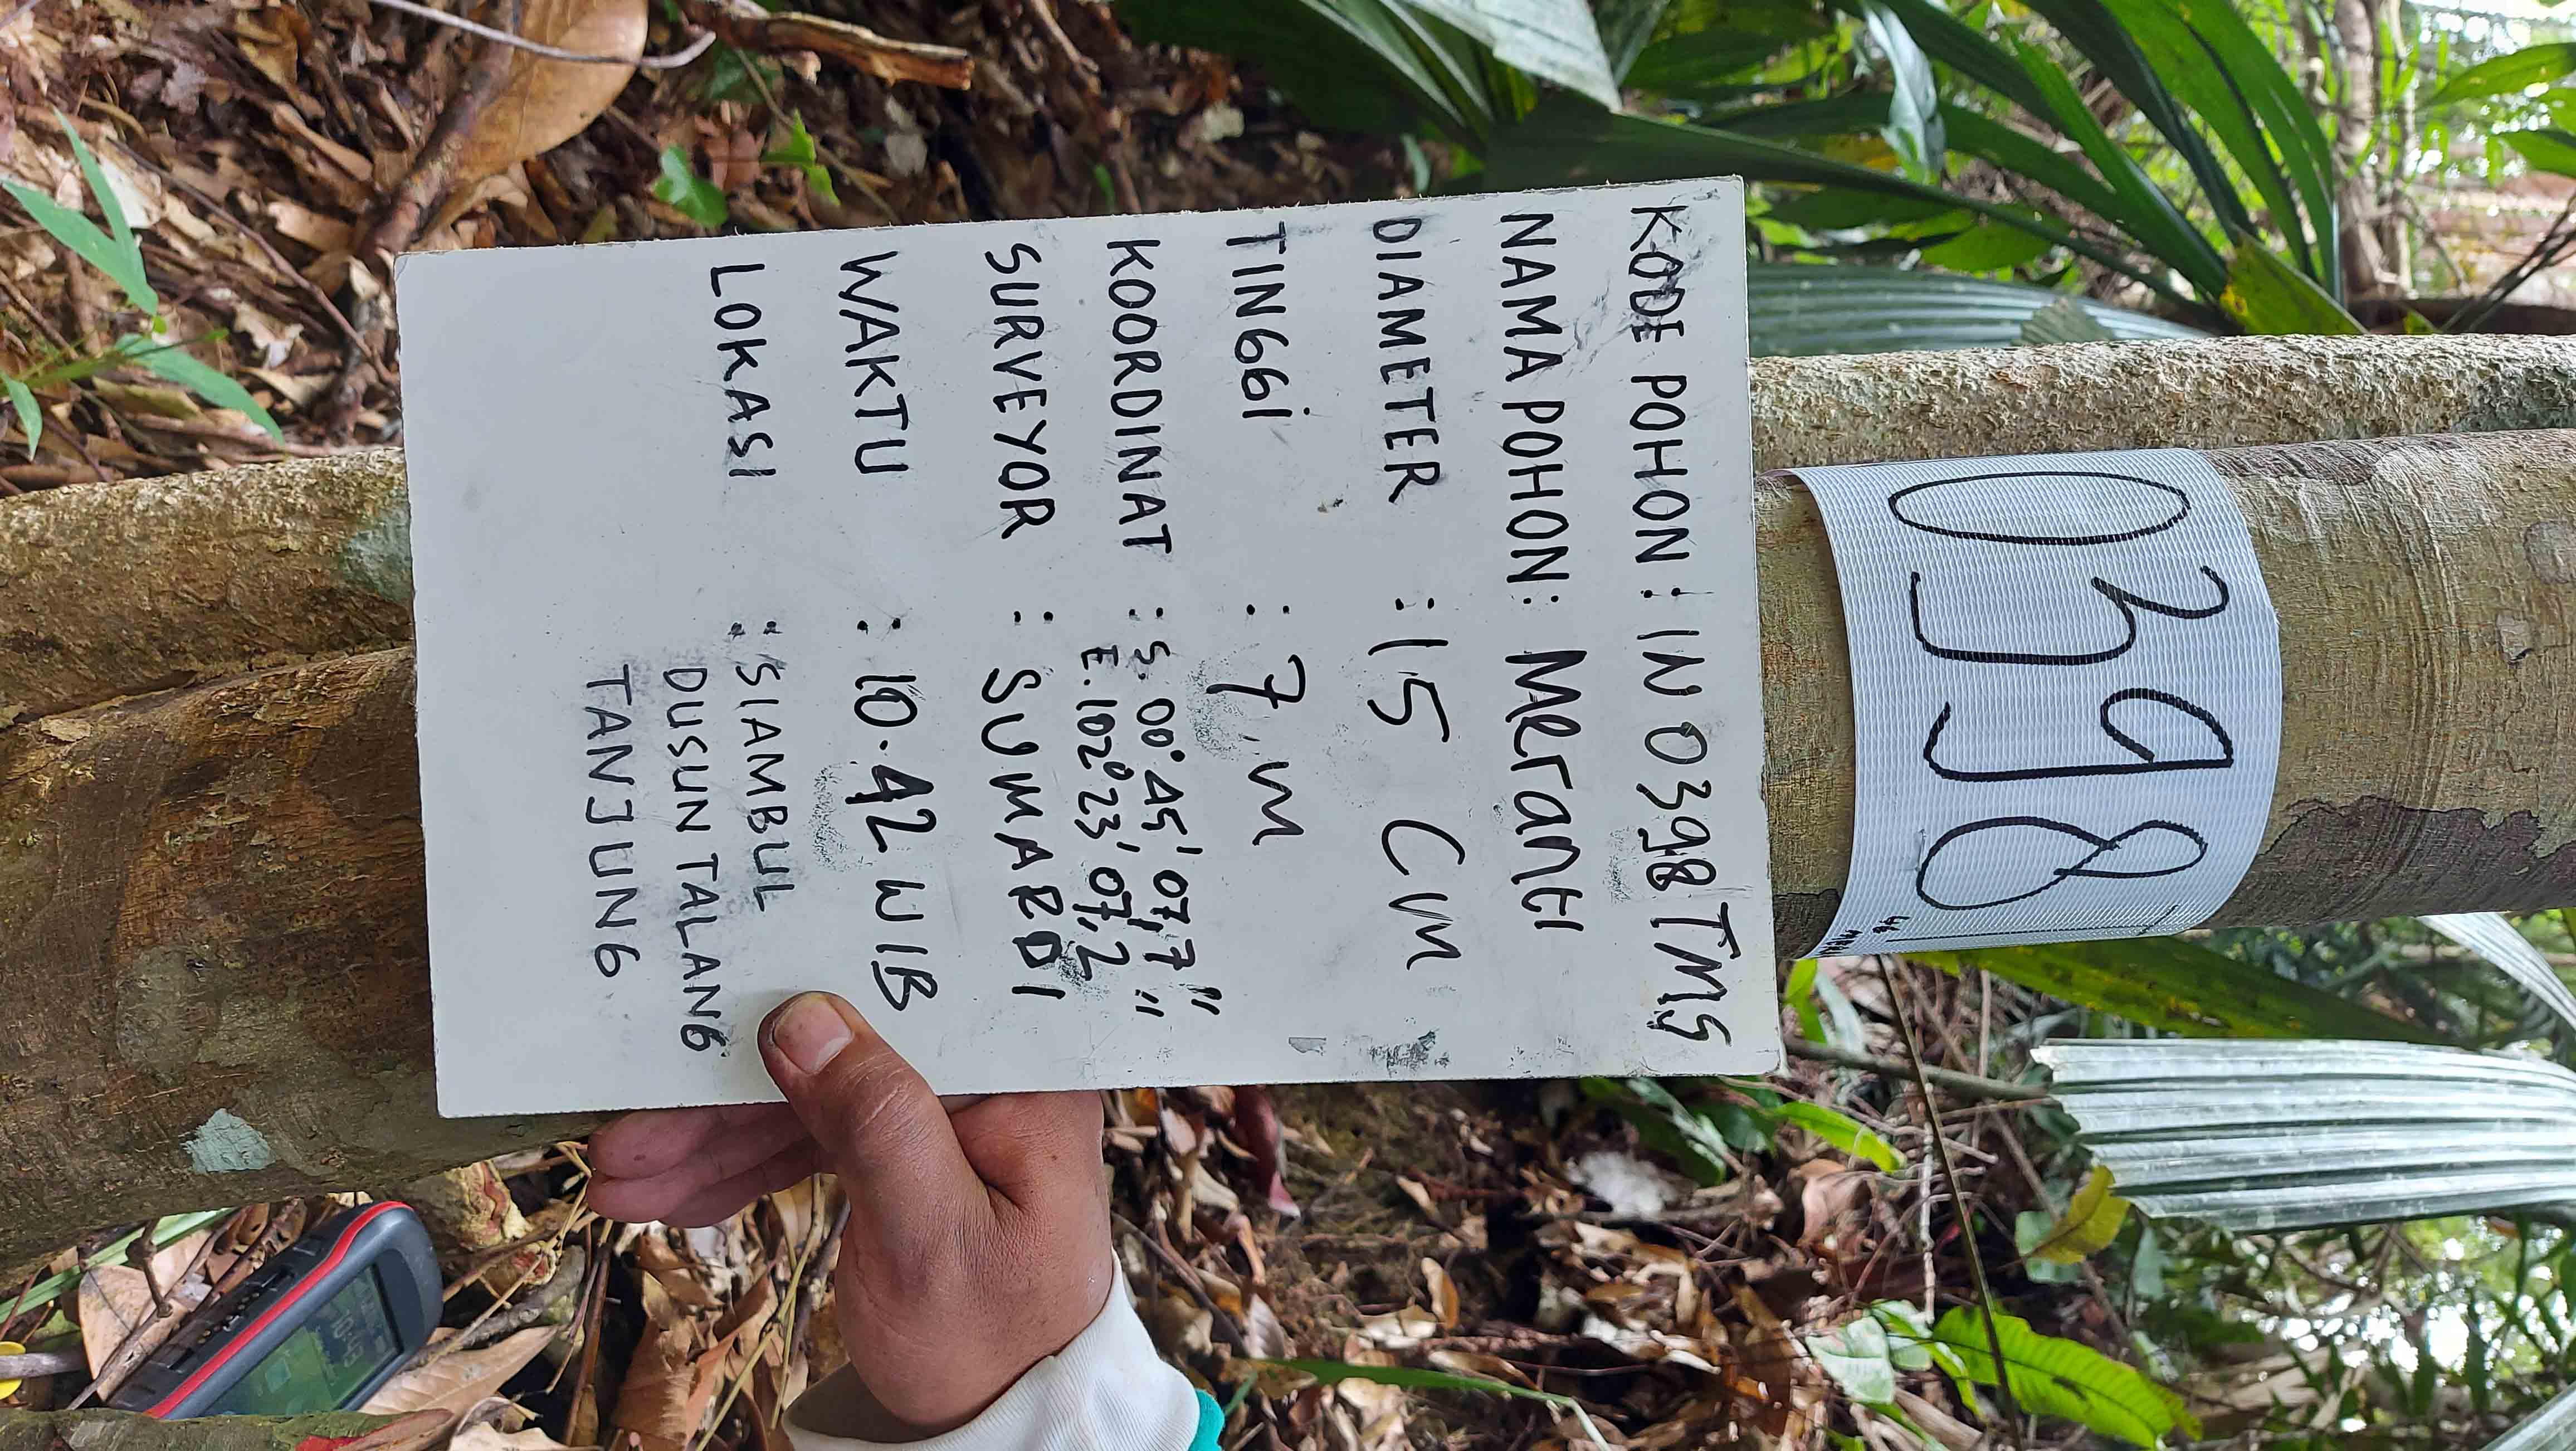 KODE POHON : IN 0398 TMS
NAMA POHON : Meranti
DIAMETER : 15 CM
TINGGi : 7 M
KOORDINAT : S. 00° 45' 07,7"
E. 102° 23' 07,2"
SURVEYOR : SUMARDI
WAKTU : 10.42 WIB
LOKASI : SIAMBUL
DUSUN TALANG
TANJUNG
0398